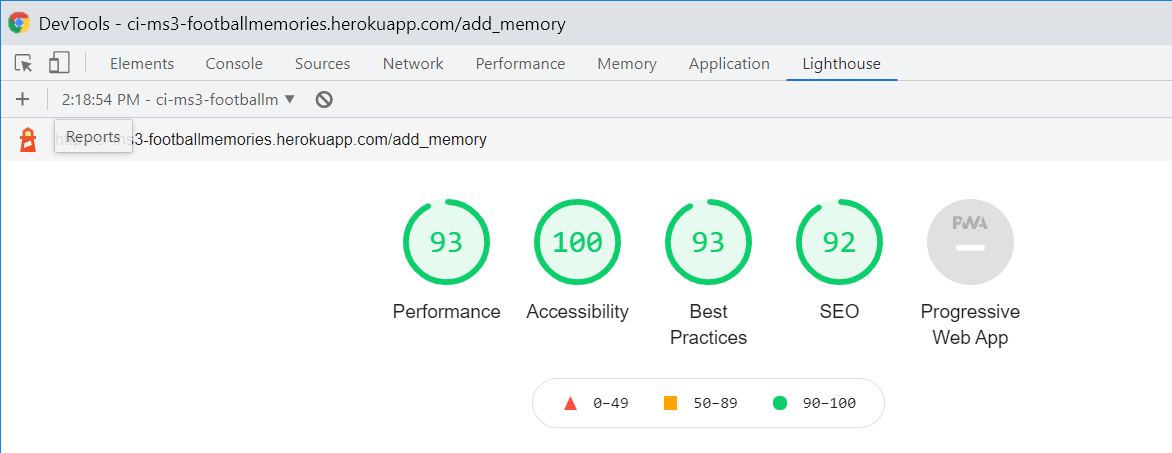 DevTools - ci-ms3-footballmemories.herokuapp.com/add_memory
Elements Console Sources Network Performance Memory Application Lighthouse
+ 2:18:54 PM - ci-ms3-footballm ▼
Reports
3-footballmemories.herokuapp.com/add_memory
93 100 93 92 PWA
Performance Accessibility Best Practices SEO Progressive Web App
0–49 50–89 90–100